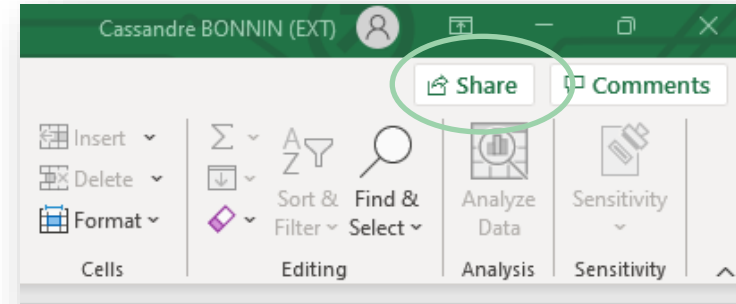 Cassandre BONNIN (EXT)
Share Comments
Insert
Delete
Format
Σ
A
Z
Sort &
Filter
Find &
Select
Analyze
Data
Sensitivity
Cells Editing Analysis Sensitivity